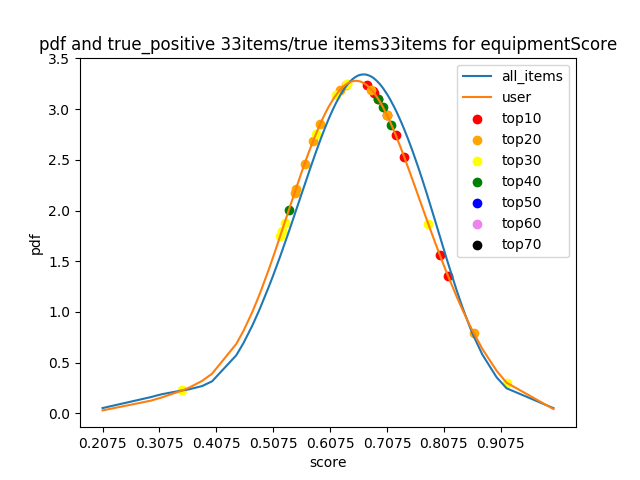 pdf and true_positive 33items/true items33items for equipmentScore
3.5
3.0
2.5
2.0
1.5
1.0
0.5
0.0
pdf
all_items
user
top10
top20
top30
top40
top50
top60
top70
0.2075 0.3075 0.4075 0.5075 0.6075 0.7075 0.8075 0.9075
score